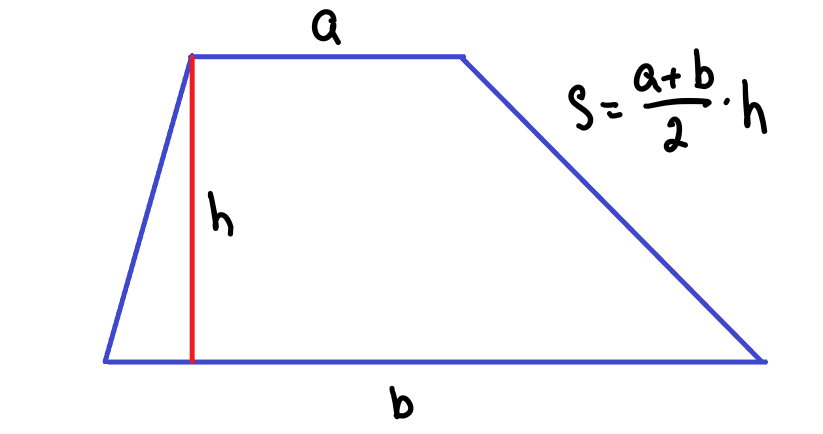 a
S = a+b/2 · h
h
b